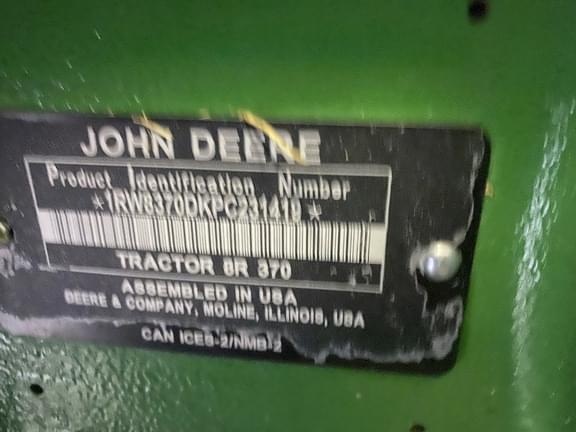 JOHN DEERE
Product Identification Number
*1RW8370DKPC231410*
TRACTOR 8R 370
ASSEMBLED IN USA
DEERE & COMPANY, MOLINE, ILLINOIS, USA
CAN ICES-2/NMB-2